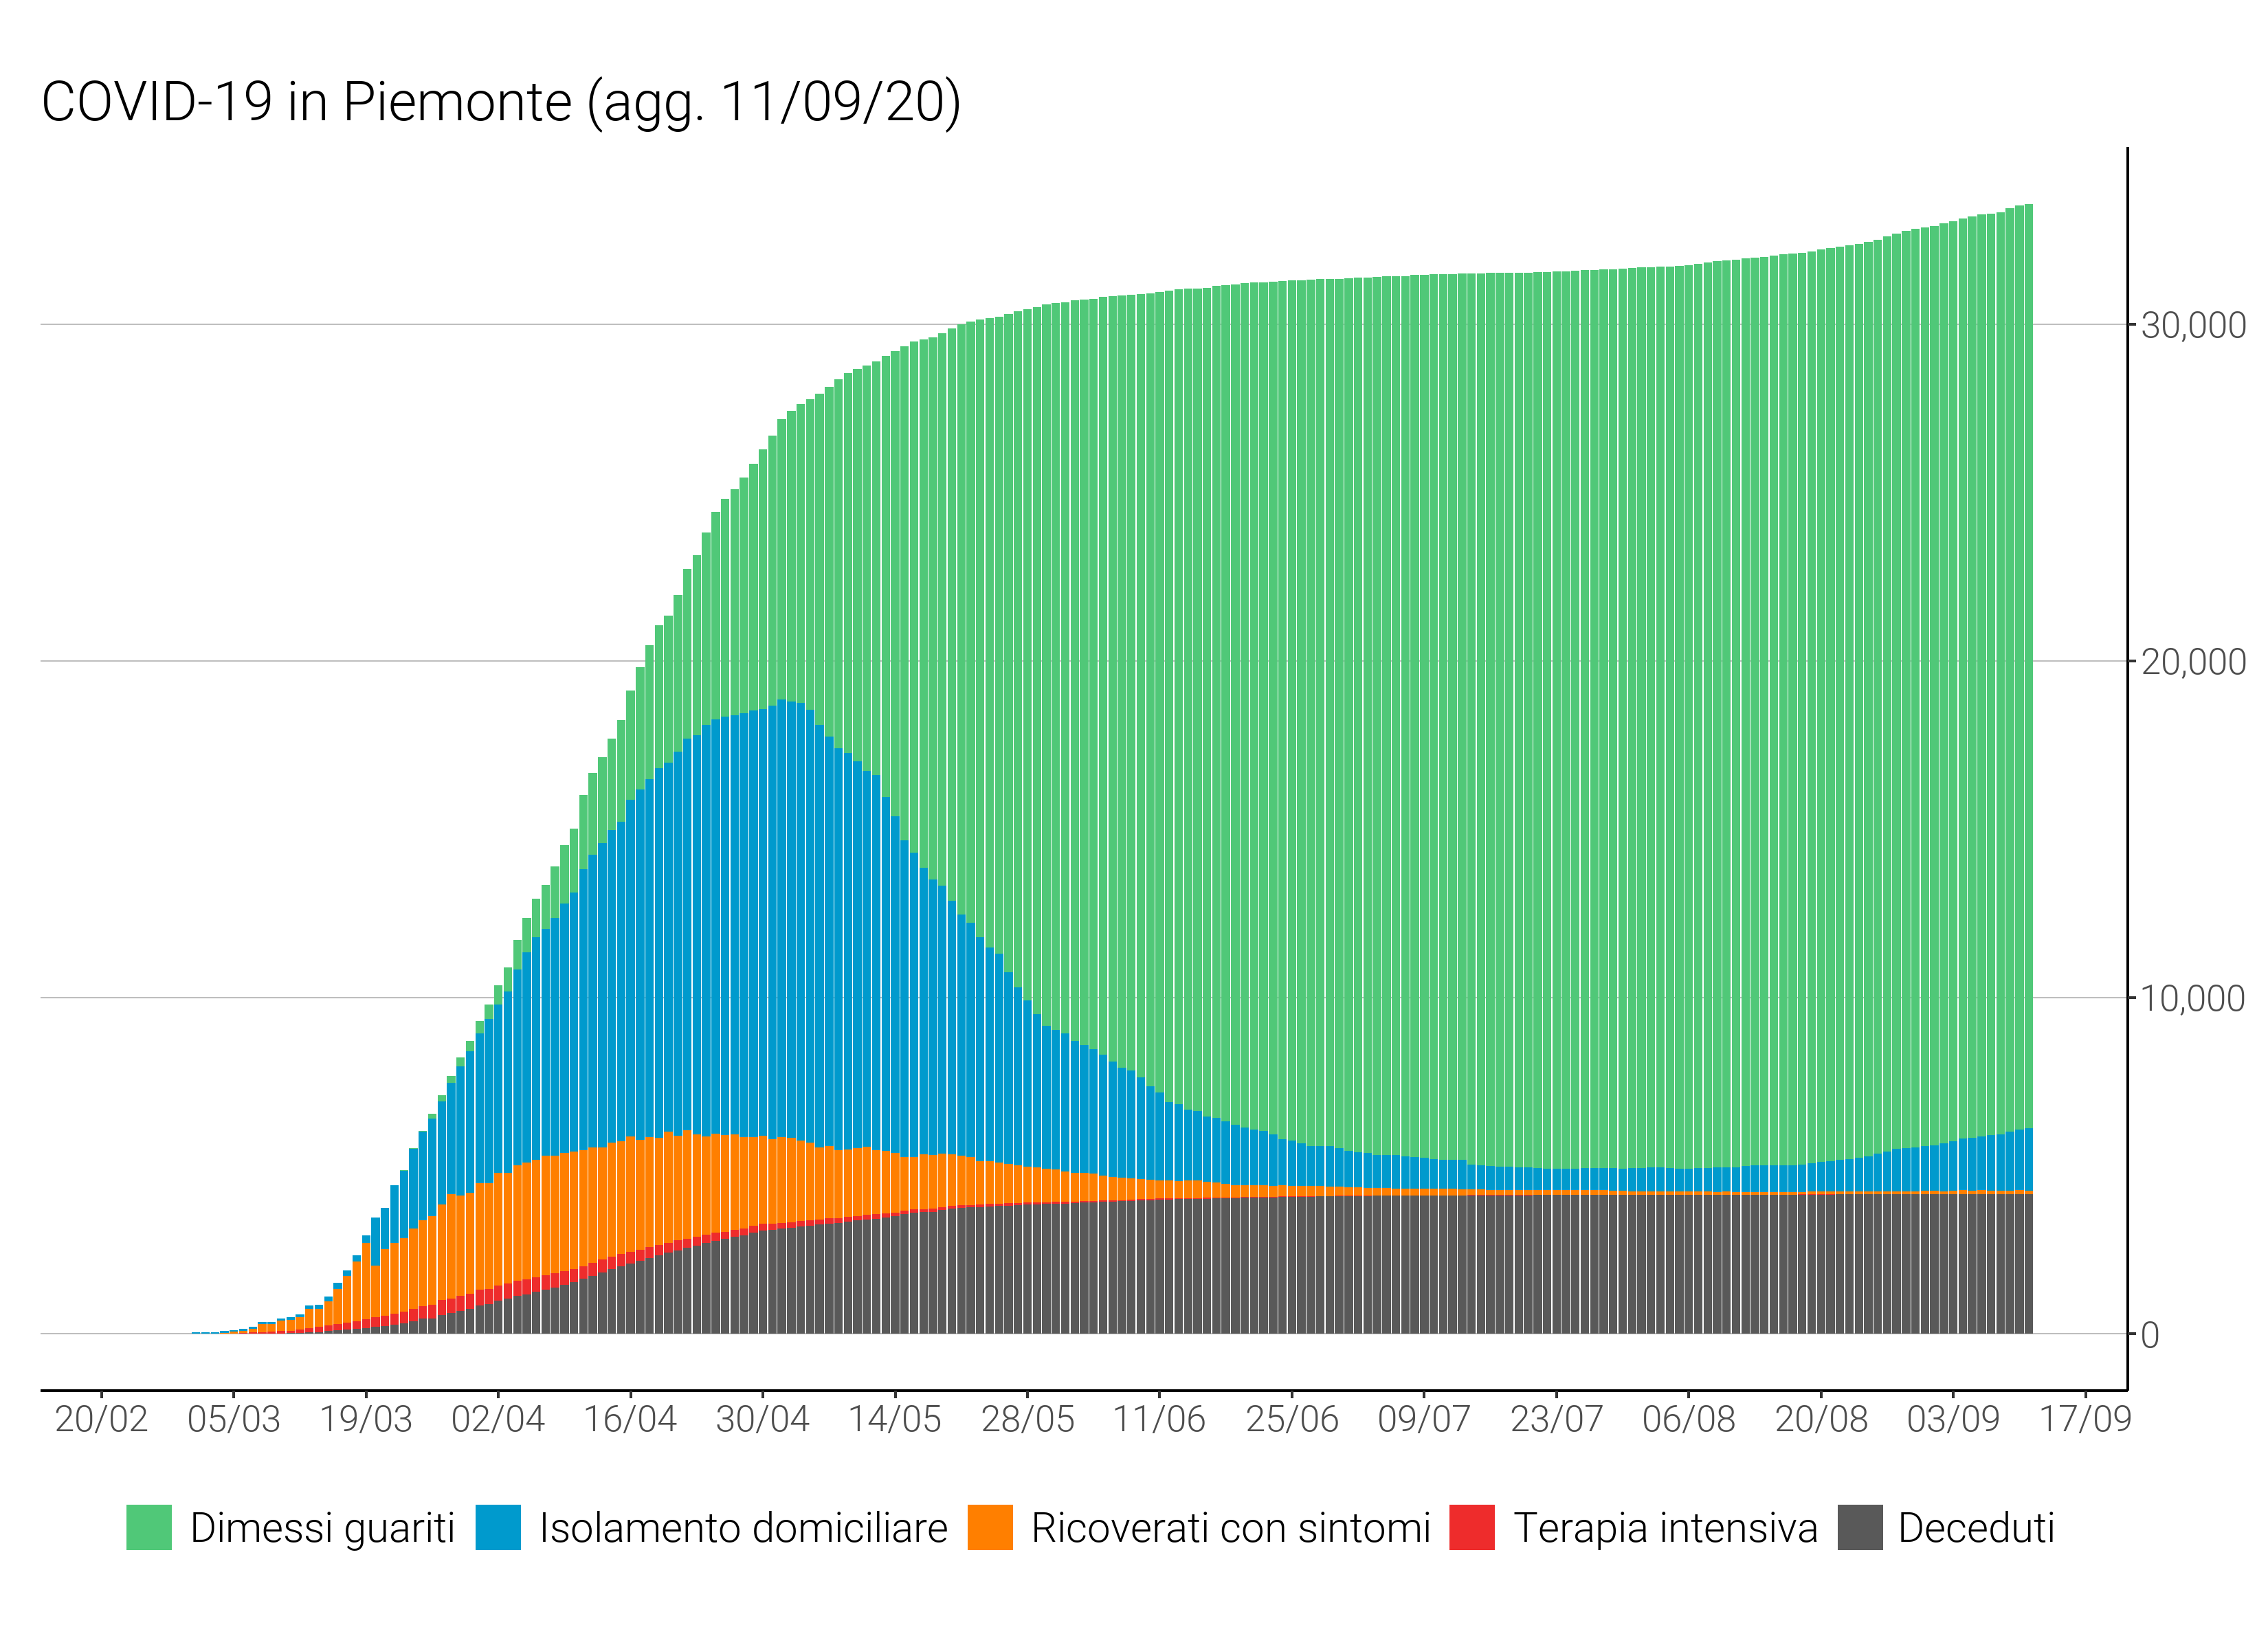 COVID-19 in Piemonte (agg. 11/09/20)
30,000
20,000
10,000
0
20/02 05/03 19/03 02/04 16/04 30/04 14/05 28/05 11/06 25/06 09/07 23/07 06/08 20/08 03/09 17/09
Dimessi guariti Isolamento domiciliare Ricoverati con sintomi Terapia intensiva Deceduti